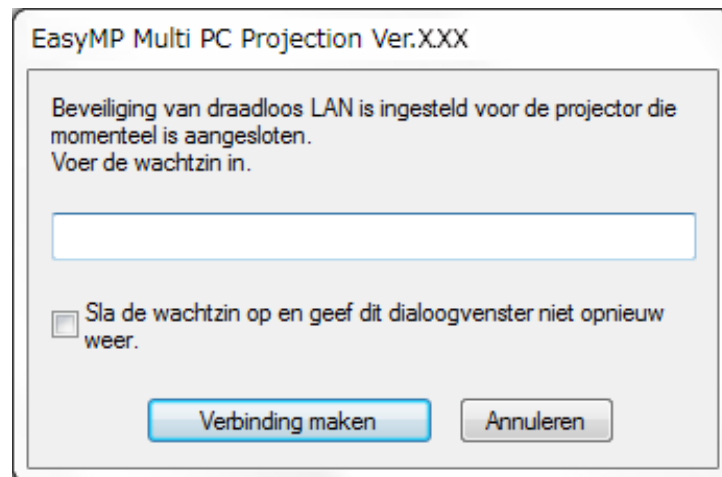 EasyMP Multi PC Projection Ver.X.XX
Beveiliging van draadloos LAN is ingesteld voor de projector die
momenteel is aangesloten.
Voer de wachtzin in.
Sla de wachtzin op en geef dit dialoogvenster niet opnieuw
weer.
Verbinding maken
Annuleren